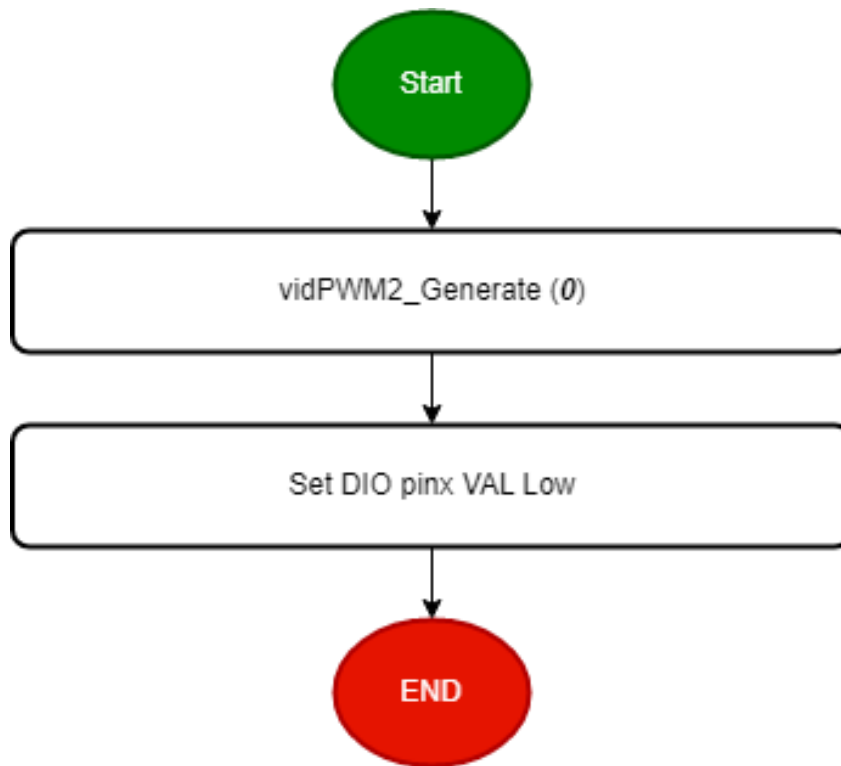 Start
vidPWM2_Generate (0)
Set DIO pinx VAL Low
END